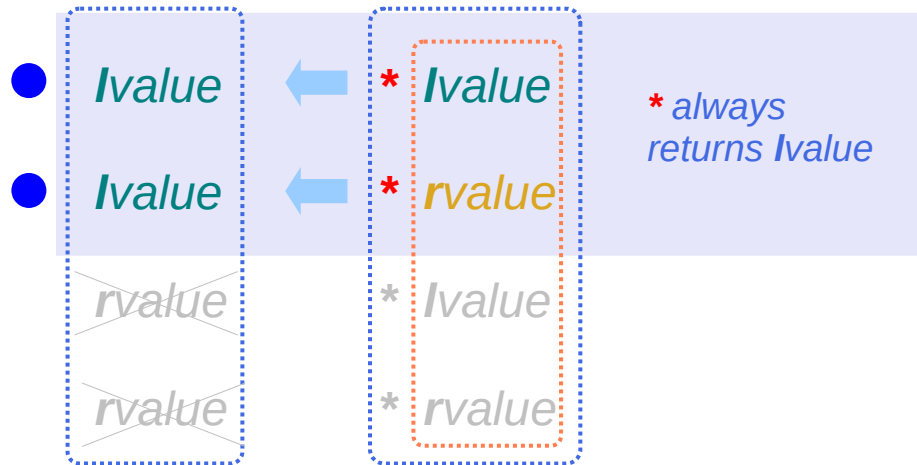 lvalue * lvalue
* always
returns lvalue
lvalue * rvalue
rvalue * lvalue
rvalue * rvalue